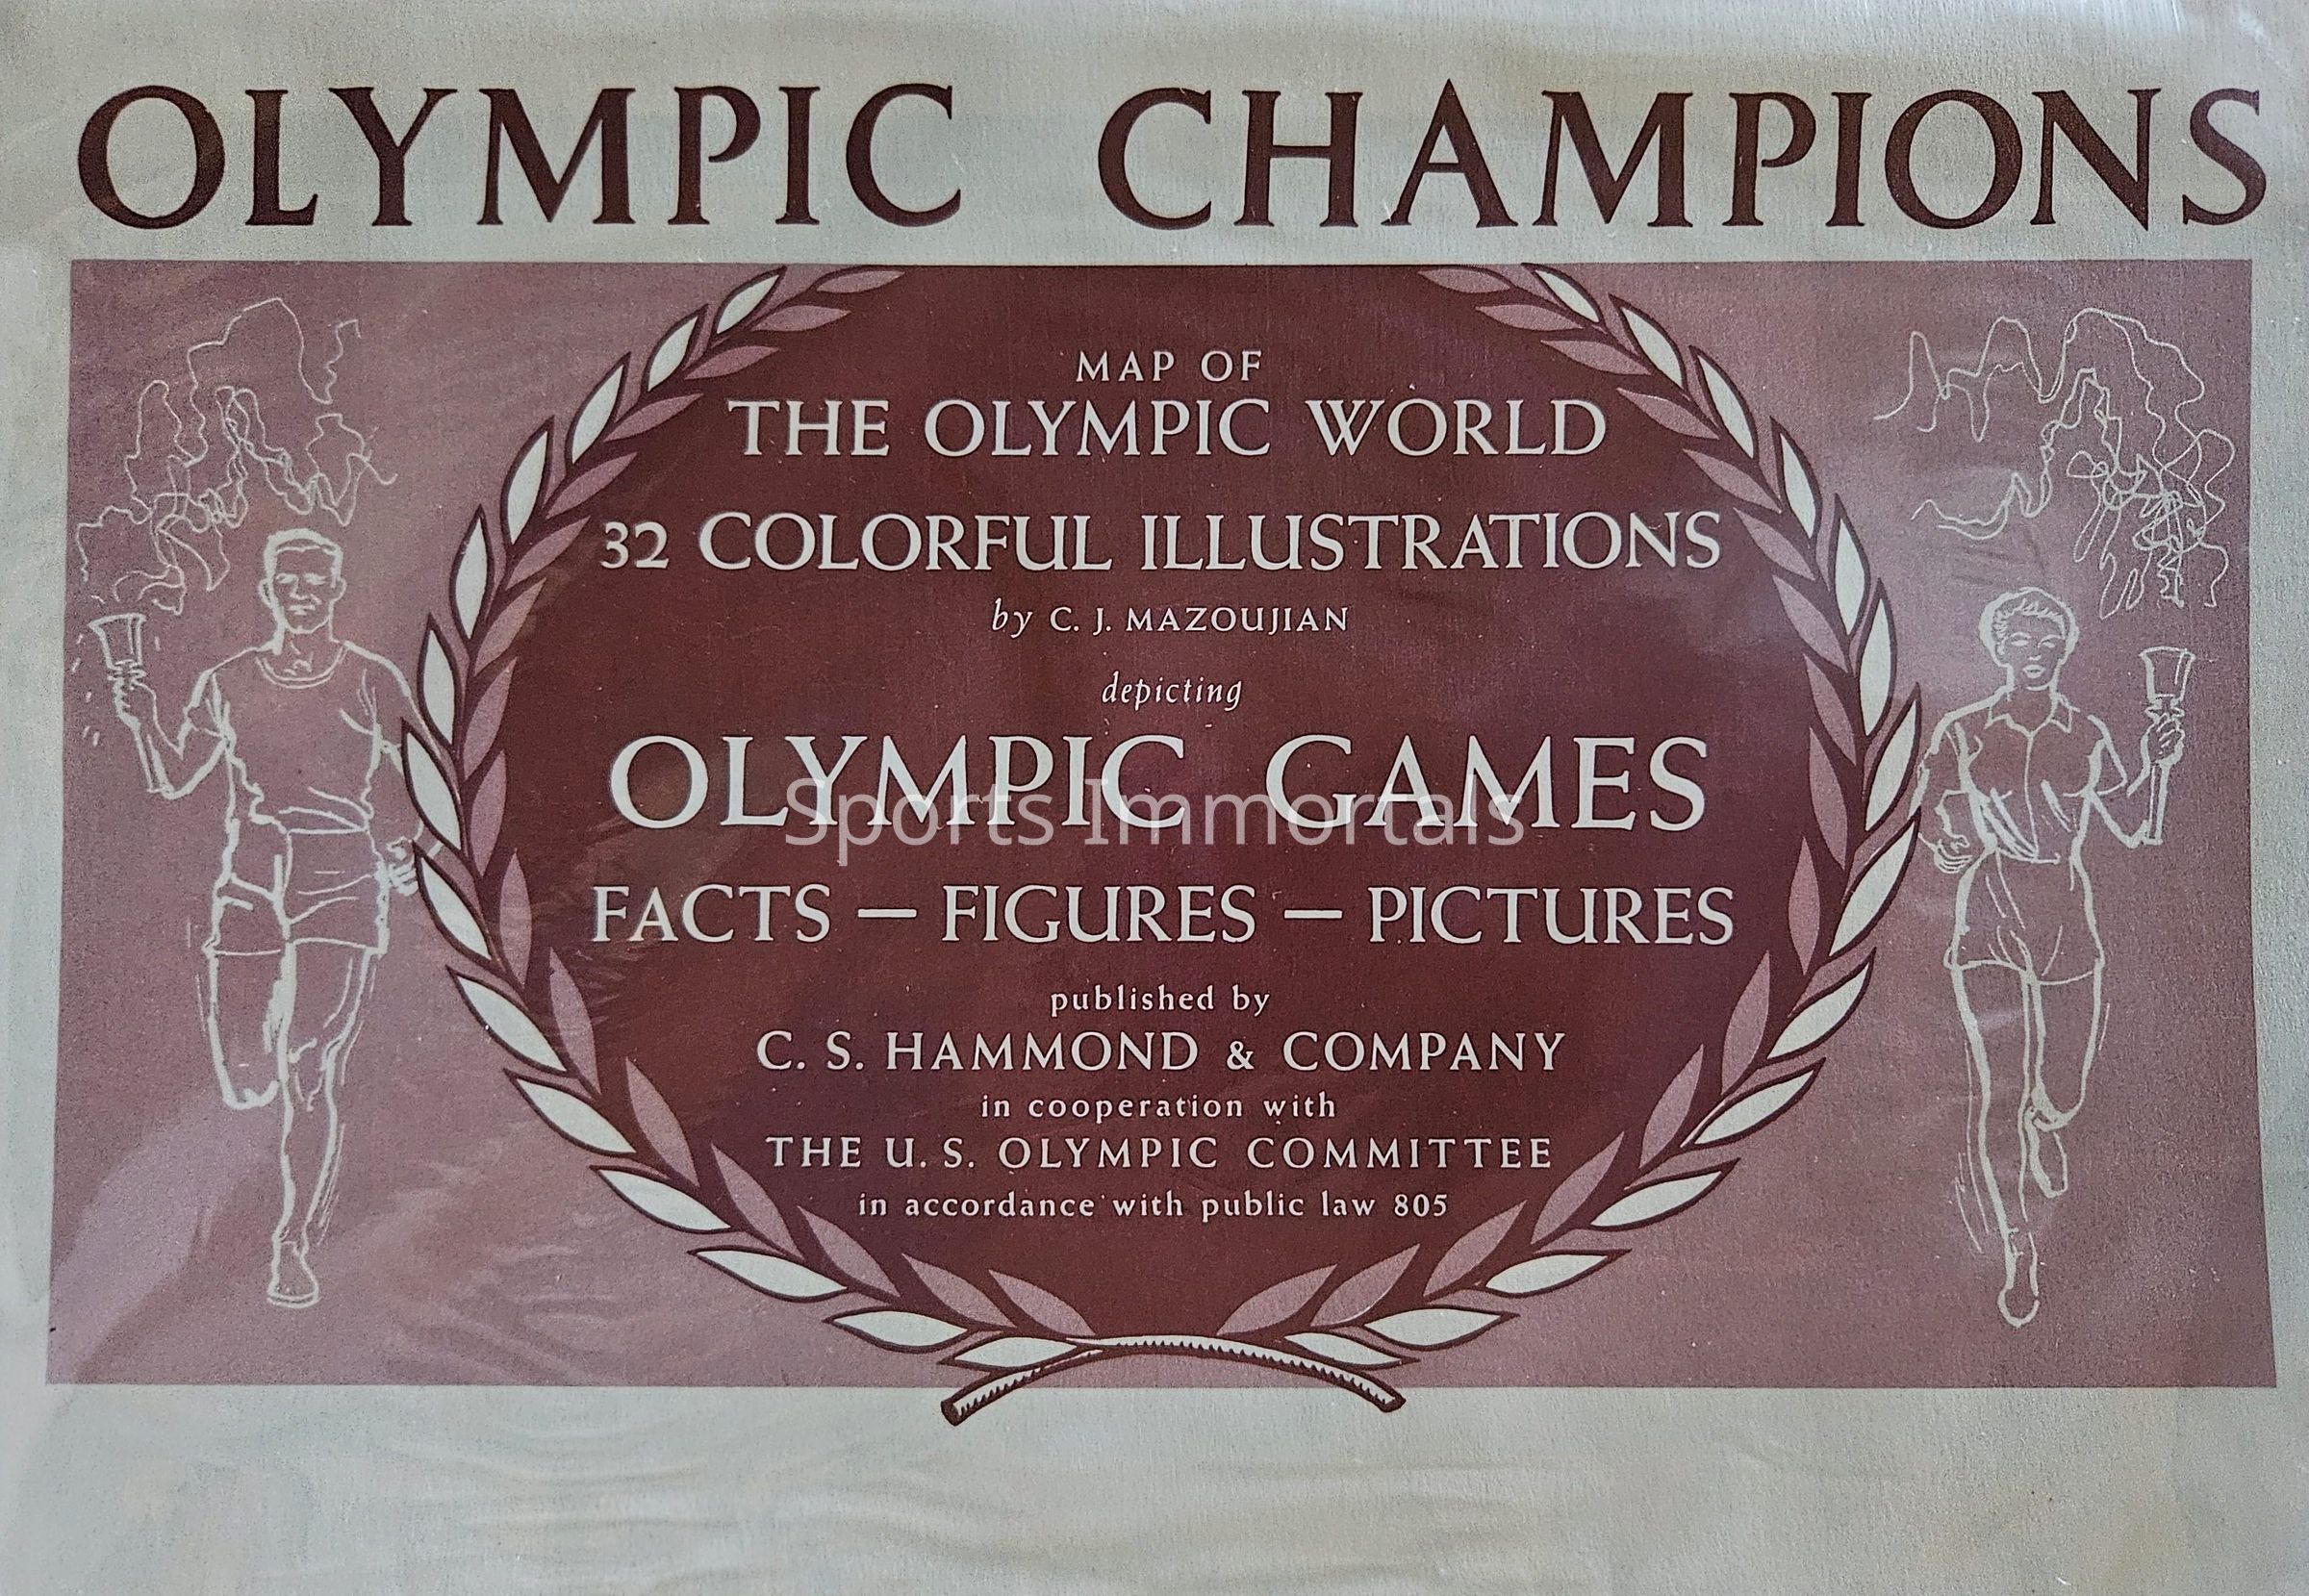 OLYMPIC CHAMPIONS
MAP OF
THE OLYMPIC WORLD
32 COLORFUL ILLUSTRATIONS
by C. J. MAZOUJIAN
depicting
OLYMPIC GAMES
Sports Immortals
FACTS — FIGURES — PICTURES
published by
C. S. HAMMOND & COMPANY
in cooperation with
THE U. S. OLYMPIC COMMITTEE
in accordance with public law 805